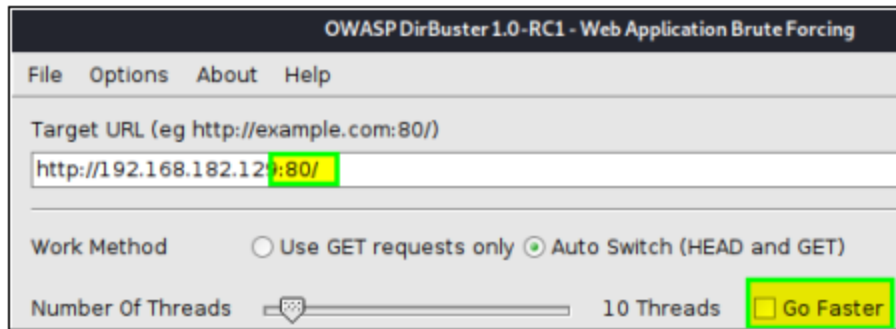 OWASP DirBuster 1.0-RC1 - Web Application Brute Forcing
File Options About Help
Target URL (eg http://example.com:80/)
http://192.168.182.129:80/
Work Method Use GET requests only Auto Switch (HEAD and GET)
Number Of Threads 10 Threads Go Faster